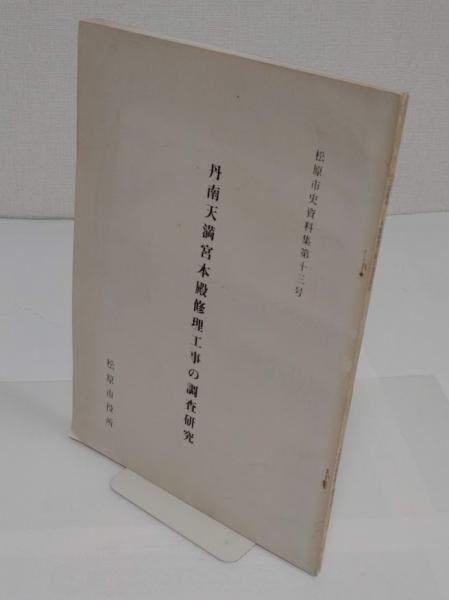 松原市史資料集第十三号
丹南天満宮本殿修理工事の調査研究
松原市役所